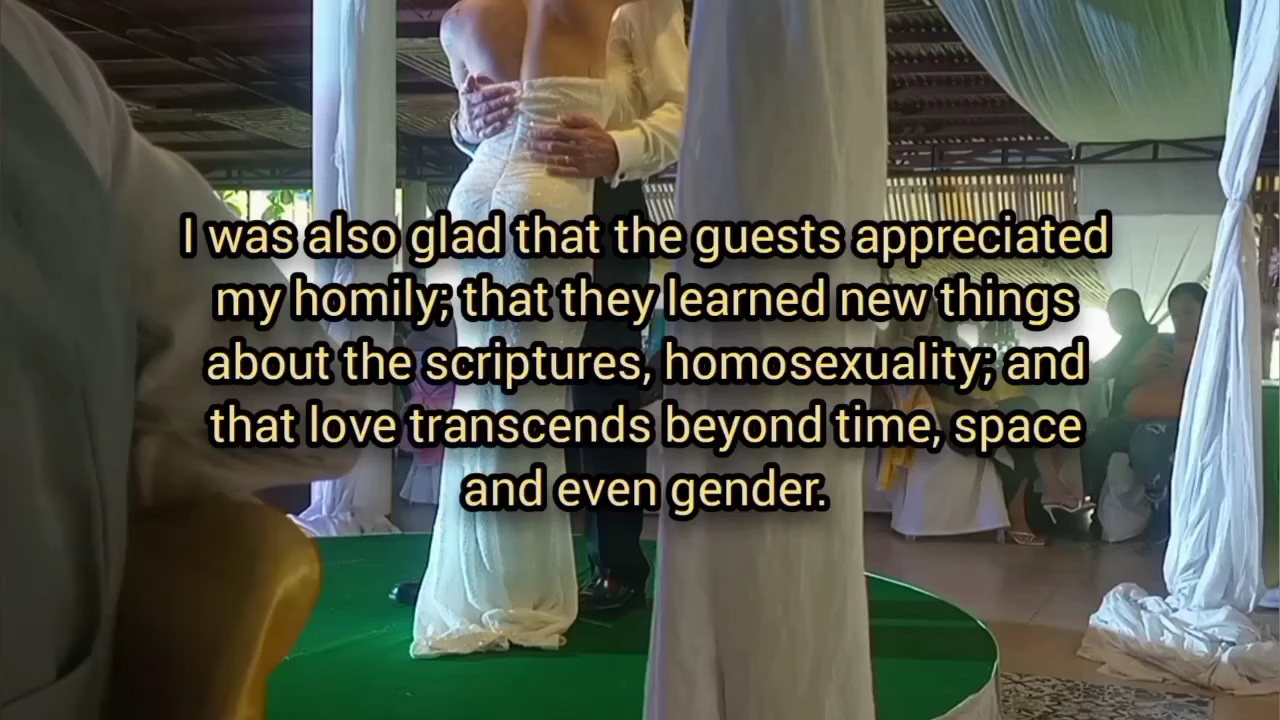 I was also glad that the guests appreciated
my homily; that they learned new things
about the scriptures, homosexuality; and
that love transcends beyond time, space
and even gender.